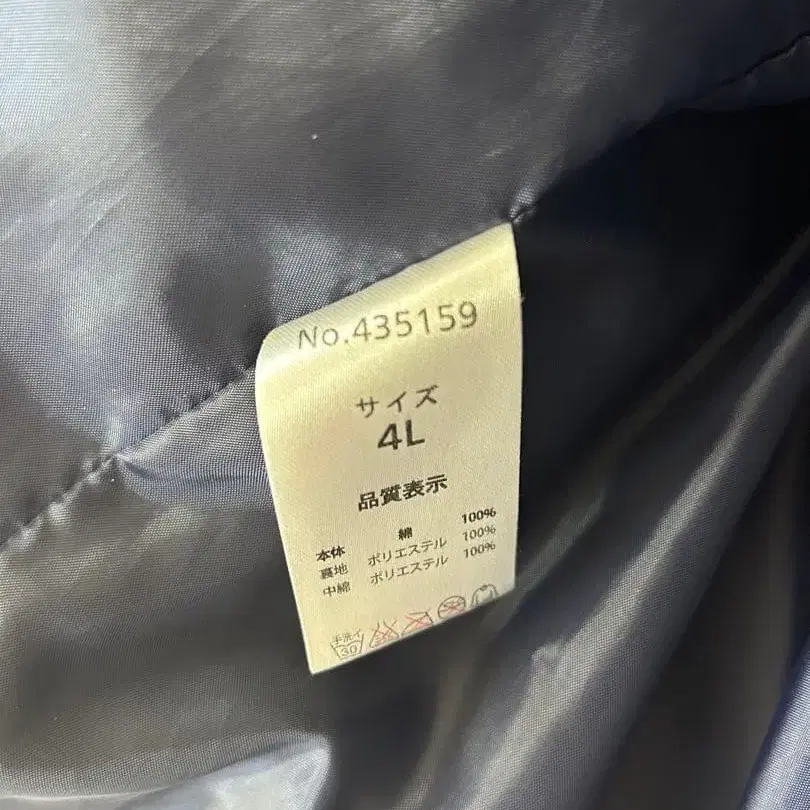 No.435159
サイズ
4L
品質表示
本体 綿 100%
裏地 ポリエステル 100%
中綿 ポリエステル 100%
手洗イ
30